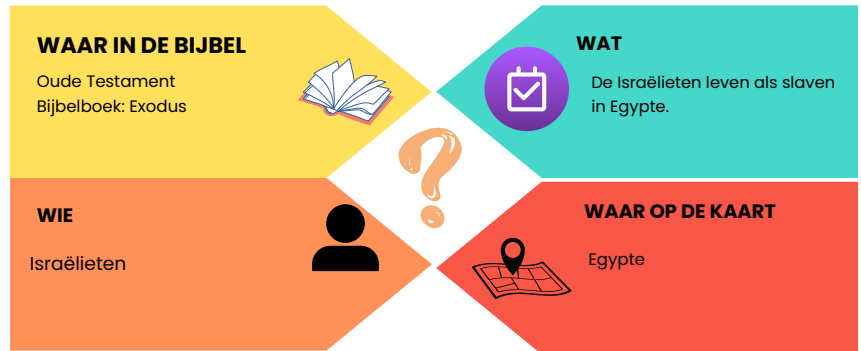 WAAR IN DE BIJBEL
Oude Testament
Bijbelboek: Exodus
WAT
De Israëlieten leven als slaven
in Egypte.
?
WIE
Israëlieten
WAAR OP DE KAART
Egypte